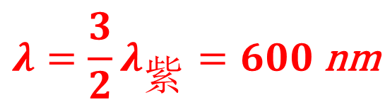 λ = 3/2 λ紫 = 600 nm